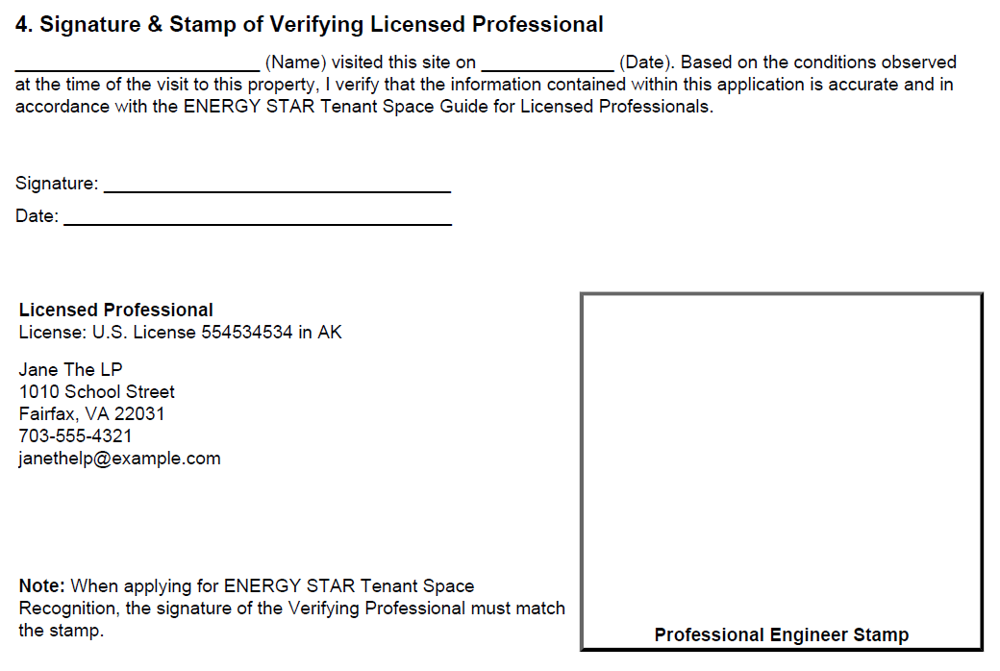 4. Signature & Stamp of Verifying Licensed Professional
__________________________ (Name) visited this site on ______________ (Date). Based on the conditions observed
at the time of the visit to this property, I verify that the information contained within this application is accurate and in
accordance with the ENERGY STAR Tenant Space Guide for Licensed Professionals.
Signature: _____________________________________
Date: _________________________________________
Licensed Professional
License: U.S. License 554534534 in AK
Jane The LP
1010 School Street
Fairfax, VA 22031
703-555-4321
janethelp@example.com
Note: When applying for ENERGY STAR Tenant Space
Recognition, the signature of the Verifying Professional must match
the stamp.
Professional Engineer Stamp